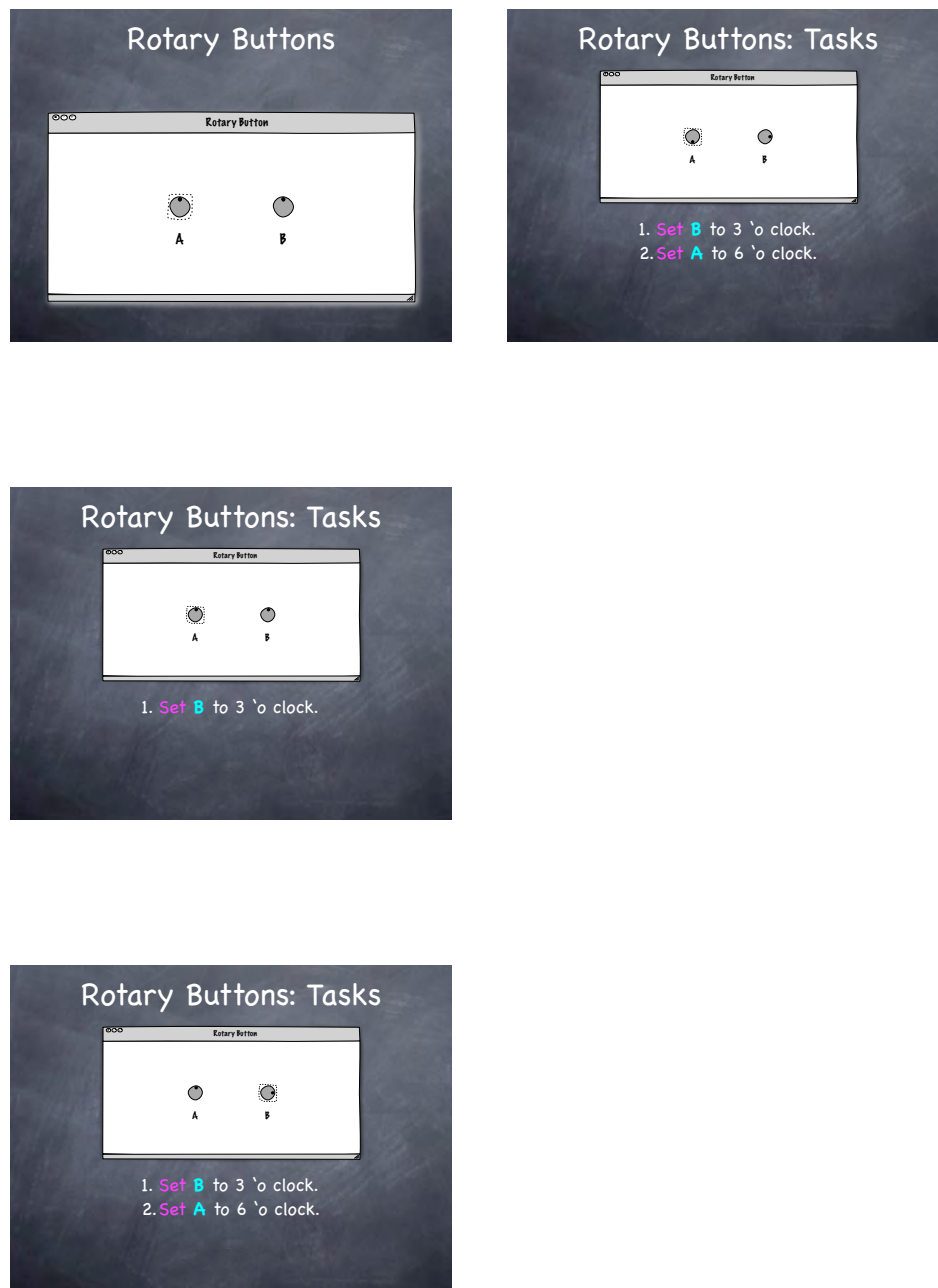 Rotary Buttons
Rotary Button
A B
Rotary Buttons: Tasks
Rotary Button
A B
1. Set B to 3 `o clock.
Rotary Buttons: Tasks
Rotary Button
A B
1. Set B to 3 `o clock.
2. Set A to 6 `o clock.
Rotary Buttons: Tasks
Rotary Button
A B
1. Set B to 3 `o clock.
2. Set A to 6 `o clock.